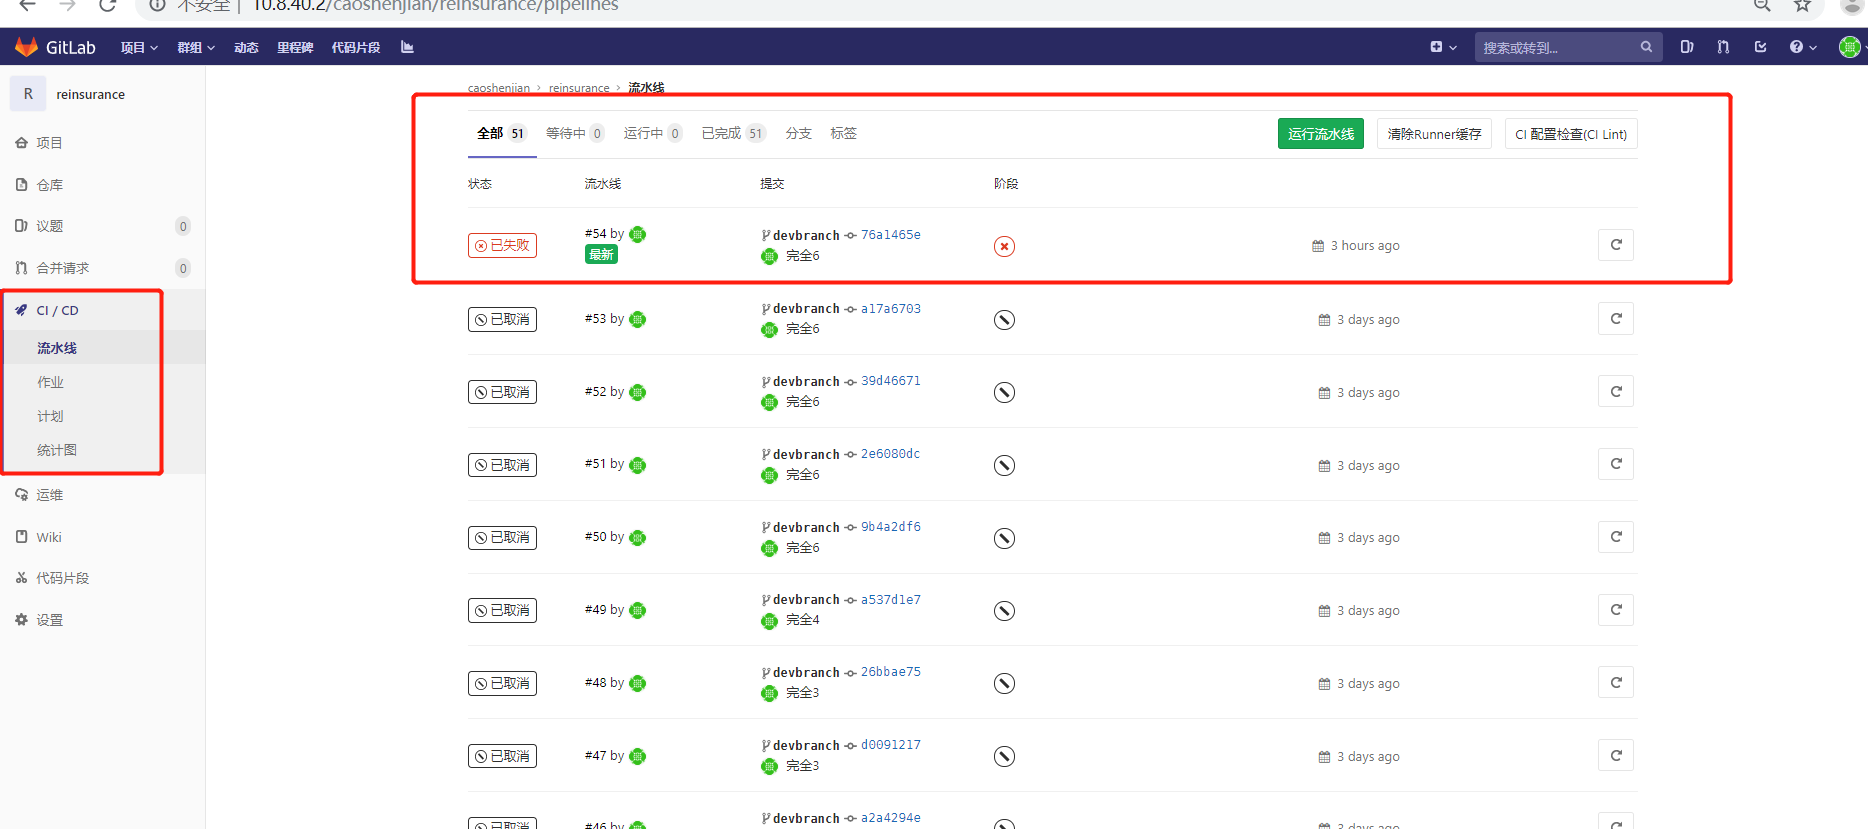 不安全 | 10.8.40.2/caoshenjian/reinsurance/pipelines
GitLab 项目 群组 动态 里程碑 代码片段 搜索或转到...
R reinsurance
项目
仓库
议题 0
合并请求 0
CI / CD
流水线
作业
计划
统计图
运维
Wiki
代码片段
设置
caoshenjian › reinsurance › 流水线
全部 51 等待中 0 运行中 0 已完成 51 分支 标签 运行流水线 清除Runner缓存 CI 配置检查(CI Lint)
状态 流水线 提交 阶段
已失败 #54 by devbranch 76a1465e 3 hours ago
最新 完全6
已取消 #53 by devbranch a17a6703 3 days ago
完全6
已取消 #52 by devbranch 39d46671 3 days ago
完全6
已取消 #51 by devbranch 2e6080dc 3 days ago
完全6
已取消 #50 by devbranch 9b4a2df6 3 days ago
完全6
已取消 #49 by devbranch a537d1e7 3 days ago
完全4
已取消 #48 by devbranch 26bbae75 3 days ago
完全3
已取消 #47 by devbranch d0091217 3 days ago
完全3
已取消 #46 by devbranch a2a4294e 3 days ago